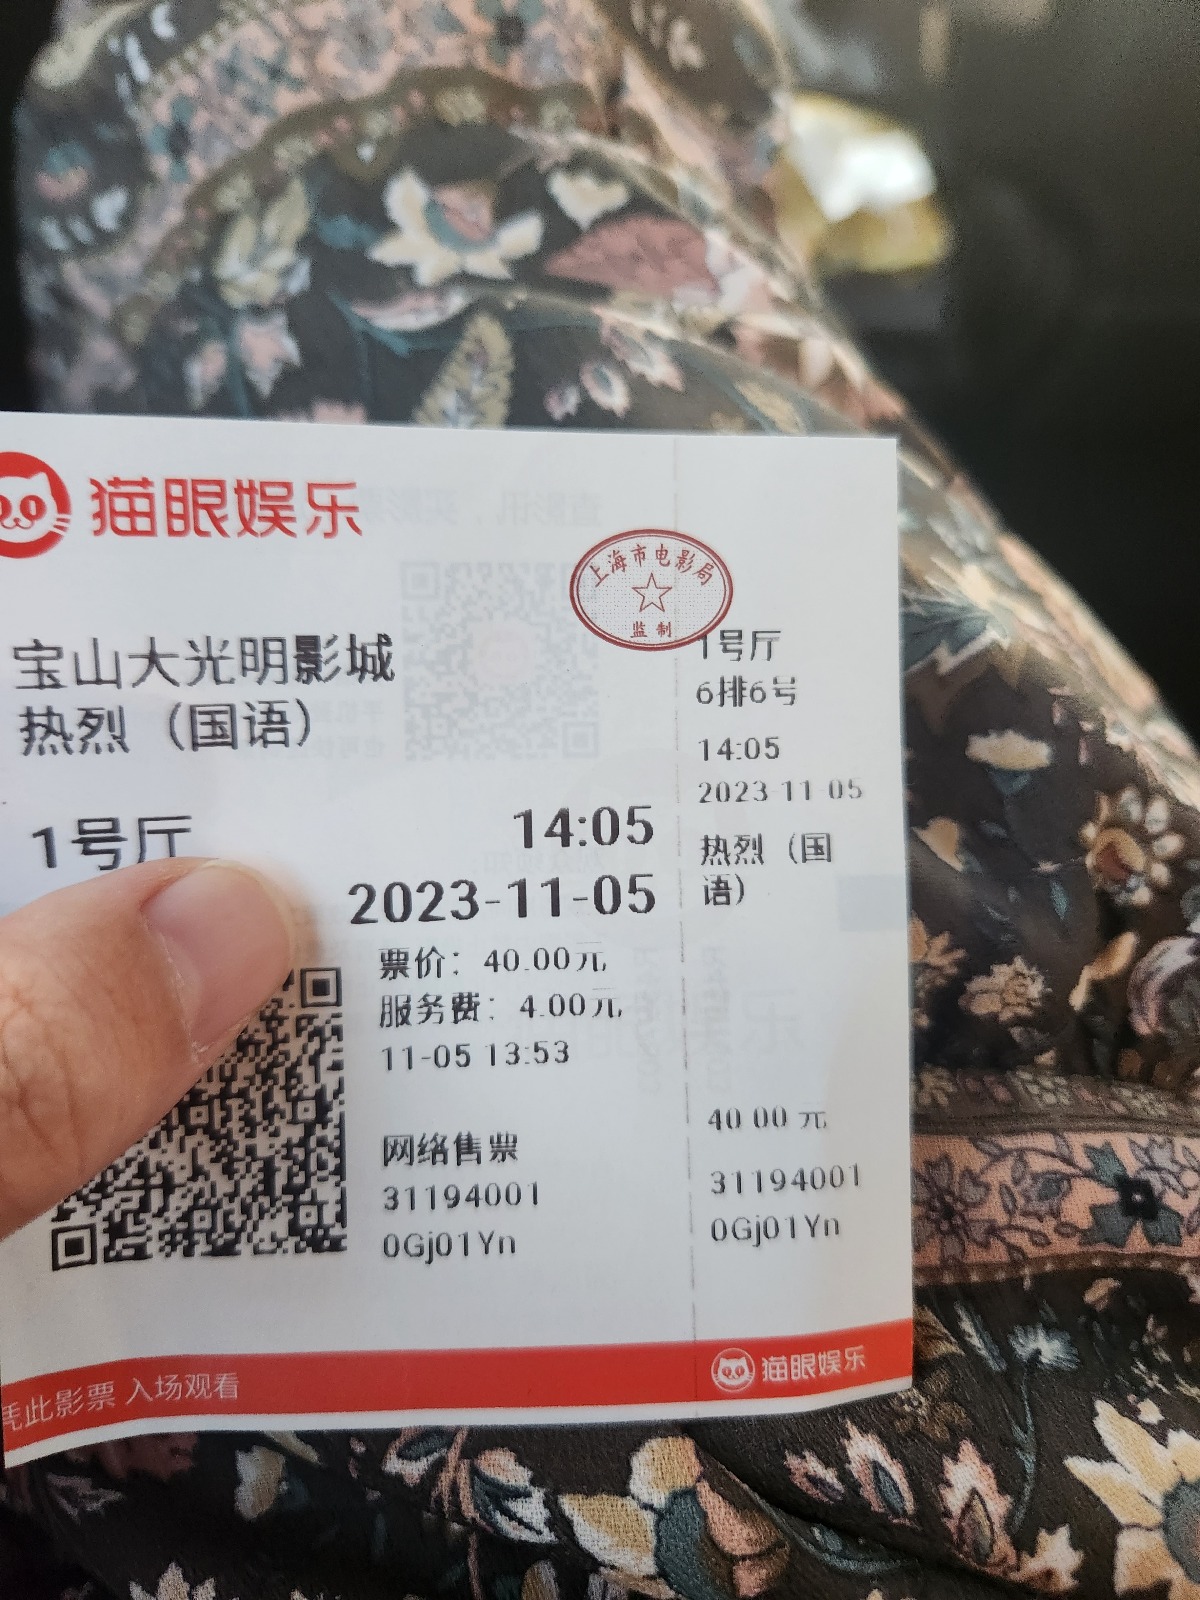 猫眼娱乐
上海市电影局
监制
宝山大光明影城
热烈（国语）
1号厅
14:05
2023-11-05
票价：40.00元
服务费：4.00元
11-05 13:53
网络售票
31194001
0Gj01Yn
1号厅
6排6号
14:05
2023-11-05
热烈（国
语）
40.00 元
31194001
0Gj01Yn
凭此影票 入场观看
猫眼娱乐